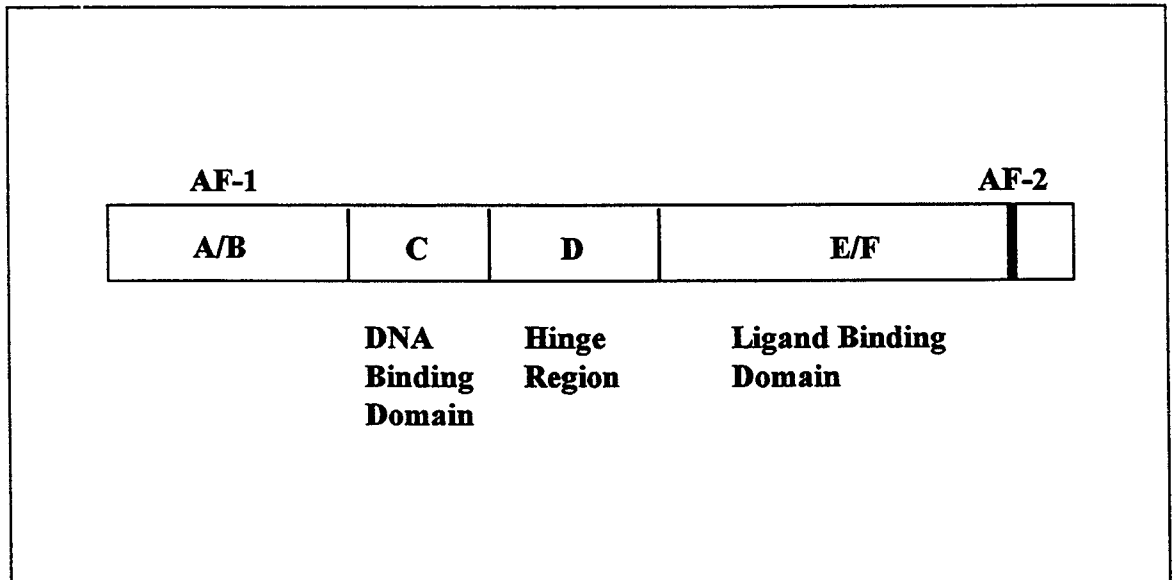 AF-1 AF-2
A/B C D E/F
DNA Hinge Ligand Binding
Binding Region Domain
Domain